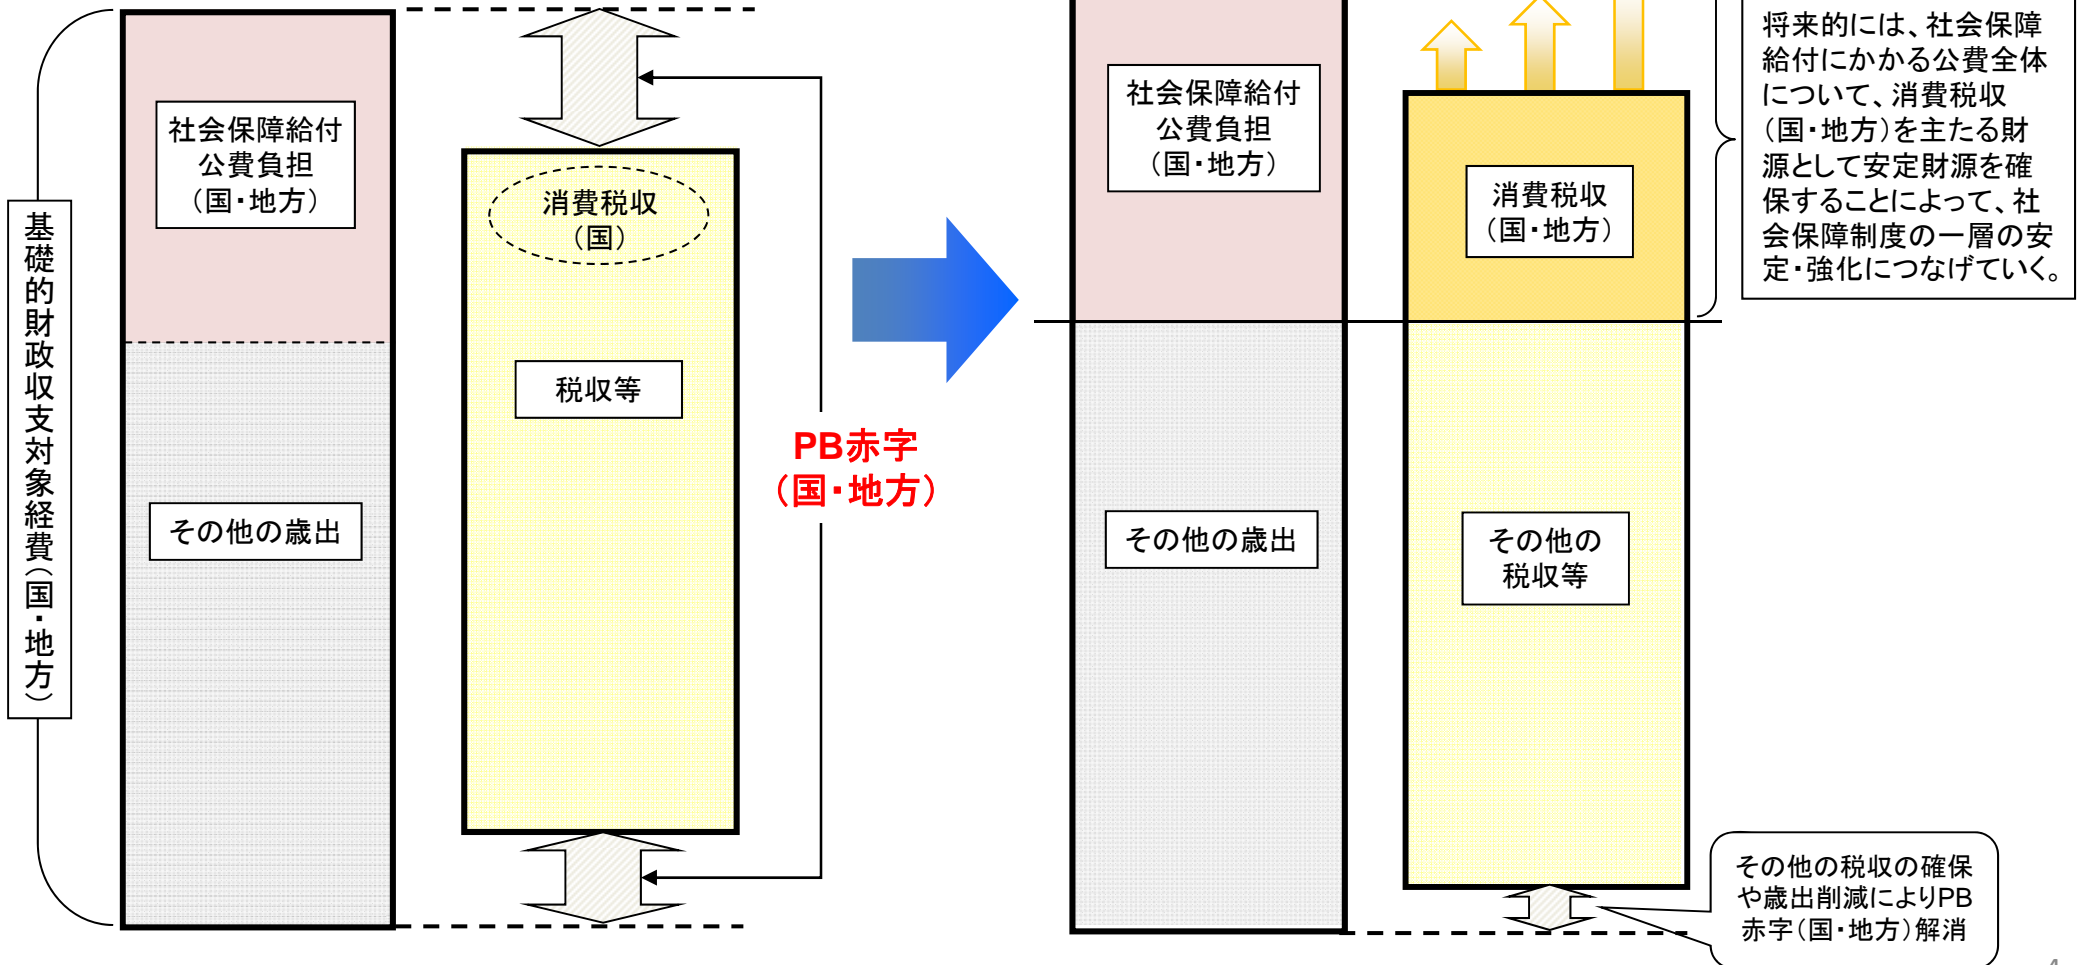 基礎的財政収支対象経費(国・地方)
社会保障給付
公費負担
(国・地方)
その他の歳出
消費税収
(国)
税収等
PB赤字
(国・地方)
社会保障給付
公費負担
(国・地方)
その他の歳出
消費税収
(国・地方)
その他の
税収等
将来的には、社会保障
給付にかかる公費全体
について、消費税収
(国・地方)を主たる財
源として安定財源を確
保することによって、社
会保障制度の一層の安
定・強化につなげていく。
その他の税収の確保
や歳出削減によりPB
赤字(国・地方)解消